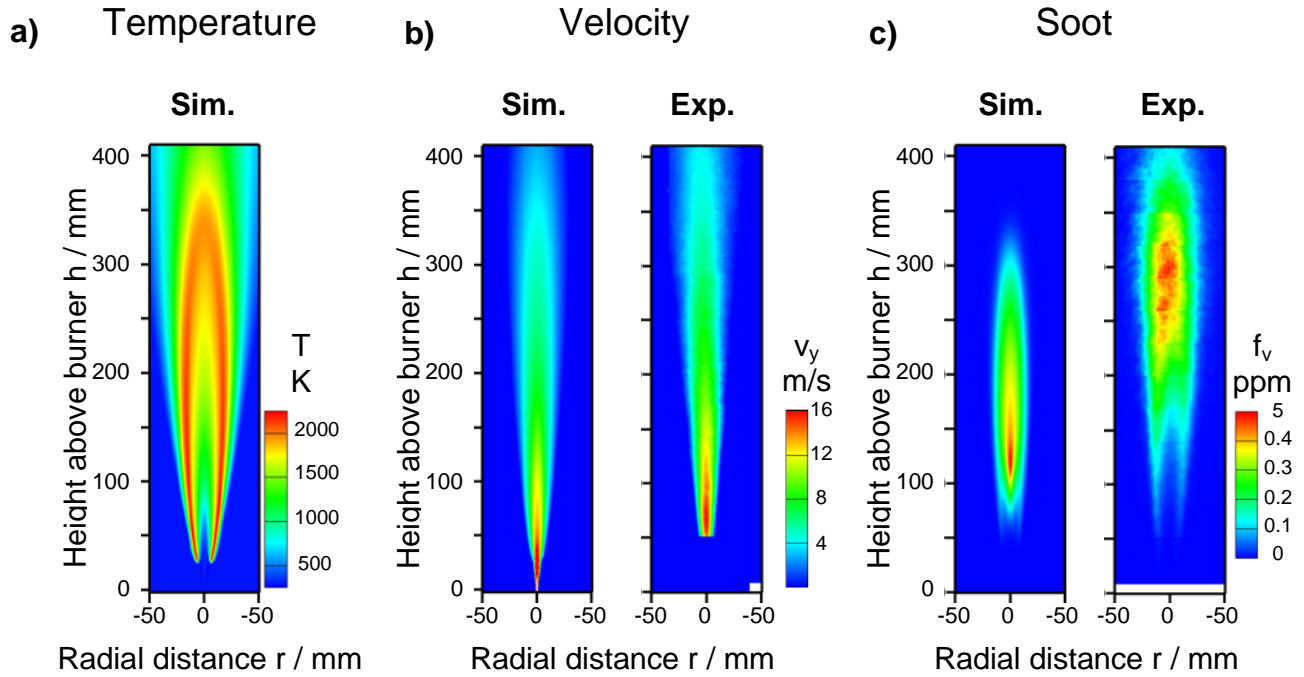 a) Temperature b) Velocity c) Soot
Sim. Sim. Exp. Sim. Exp.
Height above burner h / mm
400
300
200
100
0
-50 0 -50
T
K
2000
1500
1000
500
Radial distance r / mm
Height above burner h / mm
400
300
200
100
0
-50 0 -50
-50 0 -50
v_y
m/s
16
12
8
4
Radial distance r / mm
Height above burner h / mm
400
300
200
100
0
-50 0 -50
-50 0 -50
f_v
ppm
5
0.4
0.3
0.2
0.1
0
Radial distance r / mm